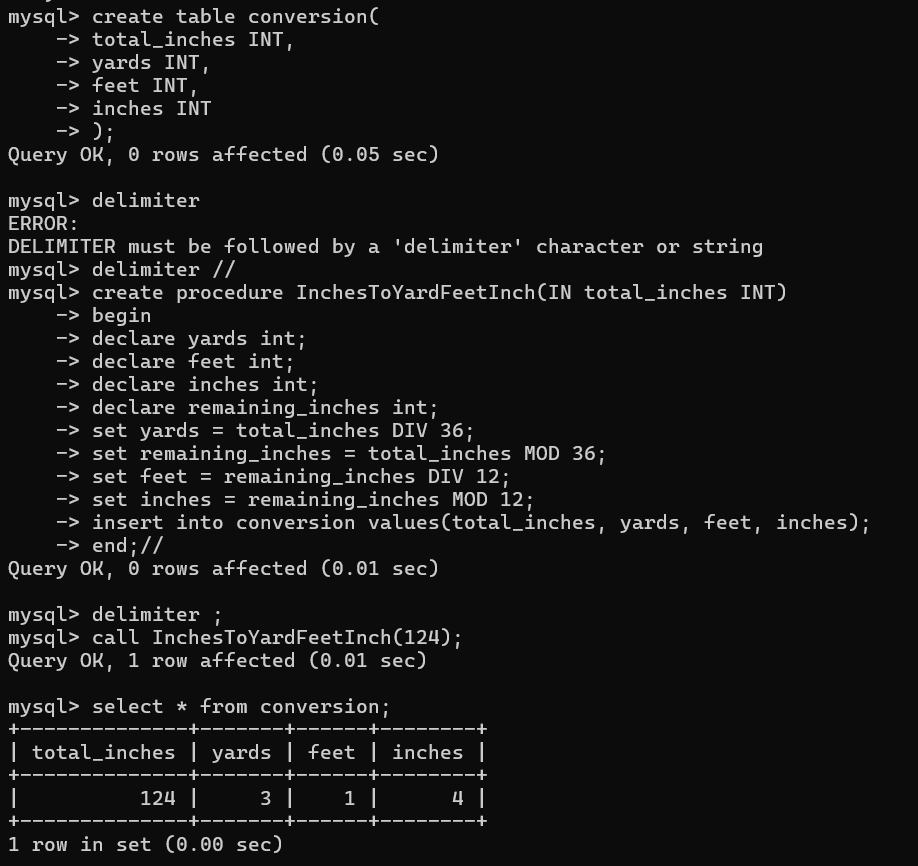 mysql> create table conversion(
    -> total_inches INT,
    -> yards INT,
    -> feet INT,
    -> inches INT
    -> );
Query OK, 0 rows affected (0.05 sec)

mysql> delimiter
ERROR:
DELIMITER must be followed by a 'delimiter' character or string
mysql> delimiter //
mysql> create procedure InchesToYardFeetInch(IN total_inches INT)
    -> begin
    -> declare yards int;
    -> declare feet int;
    -> declare inches int;
    -> declare remaining_inches int;
    -> set yards = total_inches DIV 36;
    -> set remaining_inches = total_inches MOD 36;
    -> set feet = remaining_inches DIV 12;
    -> set inches = remaining_inches MOD 12;
    -> insert into conversion values(total_inches, yards, feet, inches);
    -> end;//
Query OK, 0 rows affected (0.01 sec)

mysql> delimiter ;
mysql> call InchesToYardFeetInch(124);
Query OK, 1 row affected (0.01 sec)

mysql> select * from conversion;
+--------------+-------+------+--------+
| total_inches | yards | feet | inches |
+--------------+-------+------+--------+
|          124 |     3 |    1 |      4 |
+--------------+-------+------+--------+
1 row in set (0.00 sec)